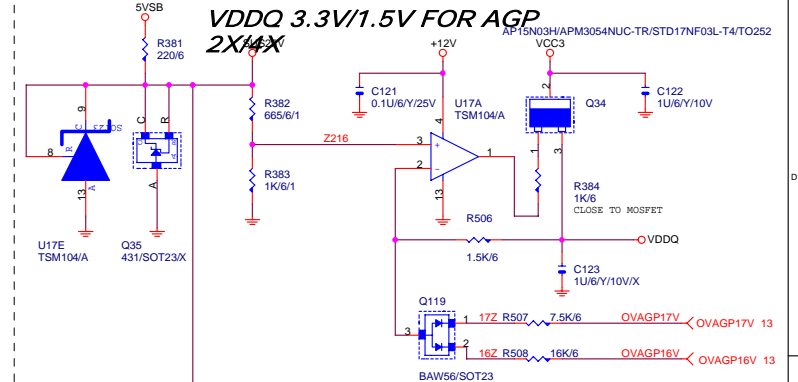 VDDQ 3.3V/1.5V FOR AGP
2X/4X
5VSB
+12V
AP15N03H/APM3054NUC-TR/STD17NF03L-T4/TO252
VCC3
R381
220/6
C121
0.1U/6/Y/25V
U17A
TSM104/A
Q34
C122
1U/6/Y/10V
R382
665/6/1
Z216
R383
1K/6/1
R384
1K/6
CLOSE TO MOSFET
9
C
8
R
A
13
C
R
A
4
3
+
2
-
1
13
2
1
3
D
U17E
TSM104/A
Q35
431/SOT23/X
R506
1.5K/6
VDDQ
C123
1U/6/Y/10V/X
Q119
3
1
2
17Z R507 7.5K/6 OVAGP17V OVAGP17V 13
16Z R508 16K/6 OVAGP16V OVAGP16V 13
BAW56/SOT23